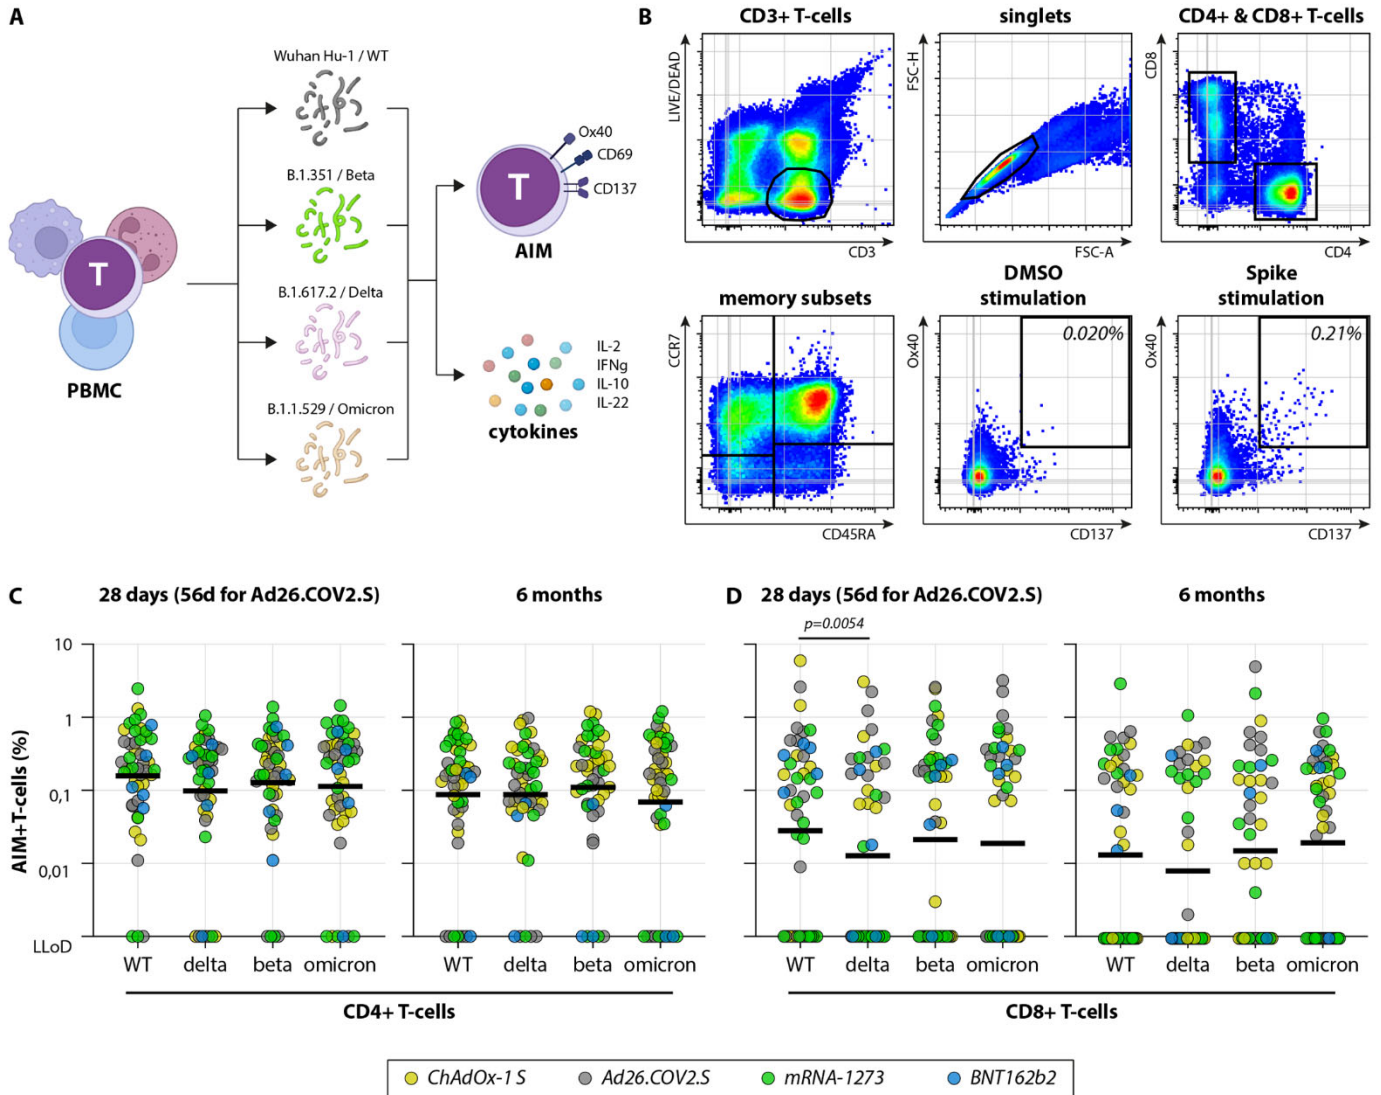 A
Wuhan Hu-1 / WT
B.1.351 / Beta
B.1.617.2 / Delta
B.1.1.529 / Omicron
T
PBMC
T
Ox40
CD69
CD137
AIM
IL-2
IFNg
IL-10
IL-22
cytokines
B
CD3+ T-cells
LIVE/DEAD
CD3
singlets
FSC-H
FSC-A
CD4+ & CD8+ T-cells
CD8
CD4
memory subsets
CCR7
CD45RA
DMSO
stimulation
0.020%
Ox40
CD137
Spike
stimulation
0.21%
Ox40
CD137
C
28 days (56d for Ad26.COV2.S)
6 months
AIM+T-cells (%)
10
1
0,1
0,01
LLoD
WT delta beta omicron
WT delta beta omicron
CD4+ T-cells
D
28 days (56d for Ad26.COV2.S)
6 months
p=0.0054
WT delta beta omicron
WT delta beta omicron
CD8+ T-cells
ChAdOx-1 S Ad26.COV2.S mRNA-1273 BNT162b2